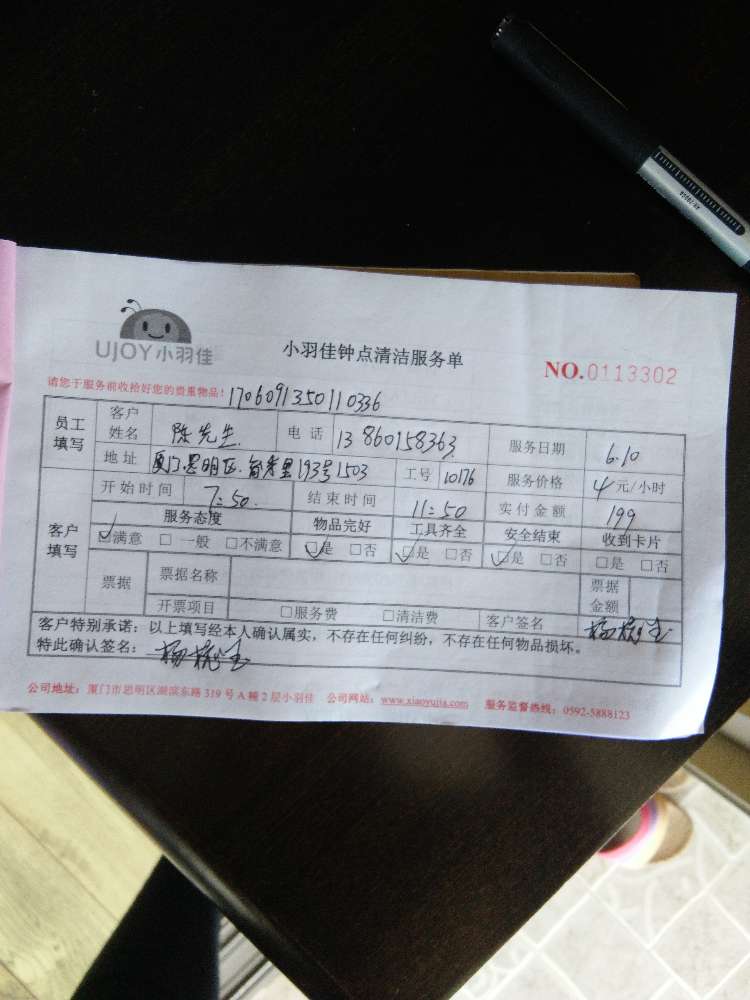 UJOY小羽佳
小羽佳钟点清洁服务单
NO.0113302
请您于服务前收拾好您的贵重物品！1706091350110336
员工填写 客户姓名 陈先生 电话 13860158363 服务日期 6.10
地址 厦门.思明区. 193号1503 工号 10176 服务价格 4 元/小时
开始时间 7:50. 结束时间 11:50 实付金额 199
客户填写 服务态度 物品完好 工具齐全 安全结束 收到卡片
☑满意 □一般 □不满意 ☑是 □否 ☑是 □否 ☑是 □否 □是 □否
票据 票据名称 票据金额
开票项目 □服务费 □清洁费 客户签名
客户特别承诺：以上填写经本人确认属实，不存在任何纠纷，不存在任何物品损坏。
特此确认签名：
公司地址：厦门市思明区湖滨东路319号A幢2层小羽佳 公司网站：www.xiaoyujia.com 服务监督热线：0592-5888123